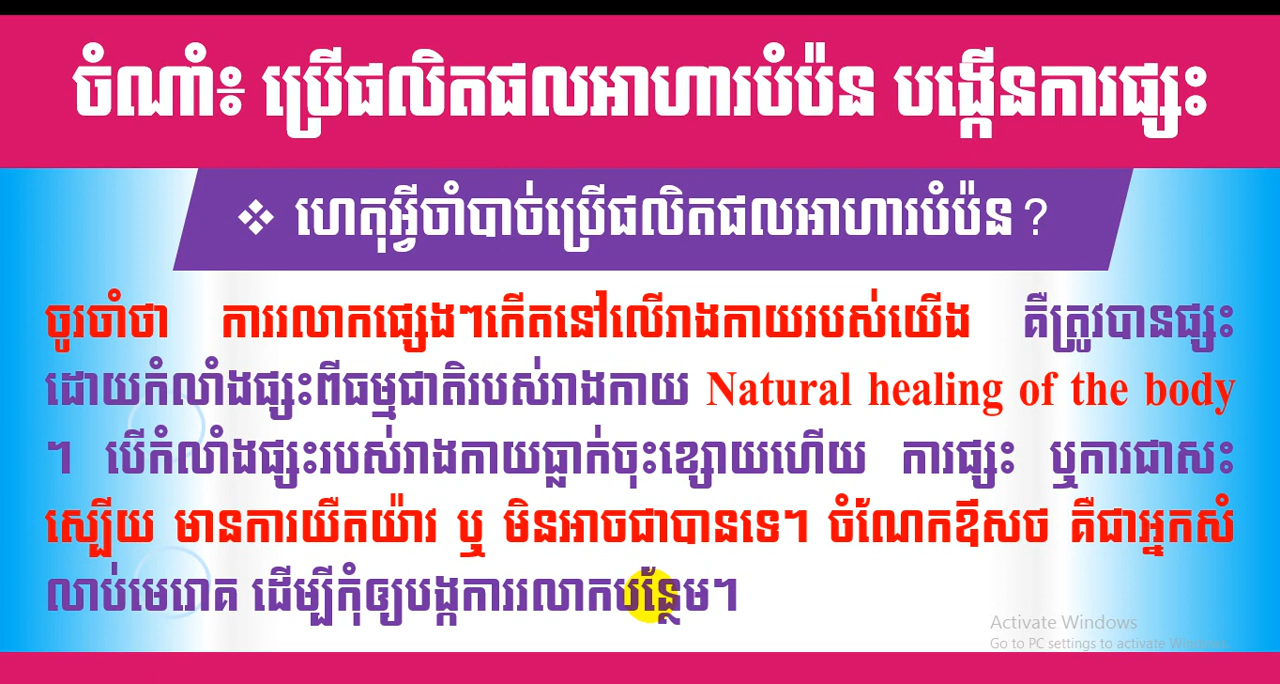 ចំណាំ៖ ប្រើផលិតផលអាហារបំប៉ន បង្កើនការផ្សះ
❖ ហេតុអ្វីចាំបាច់ប្រើផលិតផលអាហារបំប៉ន?
ចូរចាំថា ការរលាកផ្សេងៗកើតនៅលើរាងកាយរបស់យើង គឺត្រូវបានផ្សះ
ដោយកំលាំងផ្សះពីធម្មជាតិរបស់រាងកាយ Natural healing of the body
។ បើកំលាំងផ្សះរបស់រាងកាយធ្លាក់ចុះខ្សោយហើយ ការផ្សះ ឬការជាសះ
ស្បើយ មានការយឺតយ៉ាវ ឬ មិនអាចជាបានទេ។ ចំណែកឱសថ គឺជាអ្នកសំ
លាប់មេរោគ ដើម្បីកុំឲ្យបង្កការរលាកបន្ថែម។
Activate Windows
Go to PC settings to activate Windows.